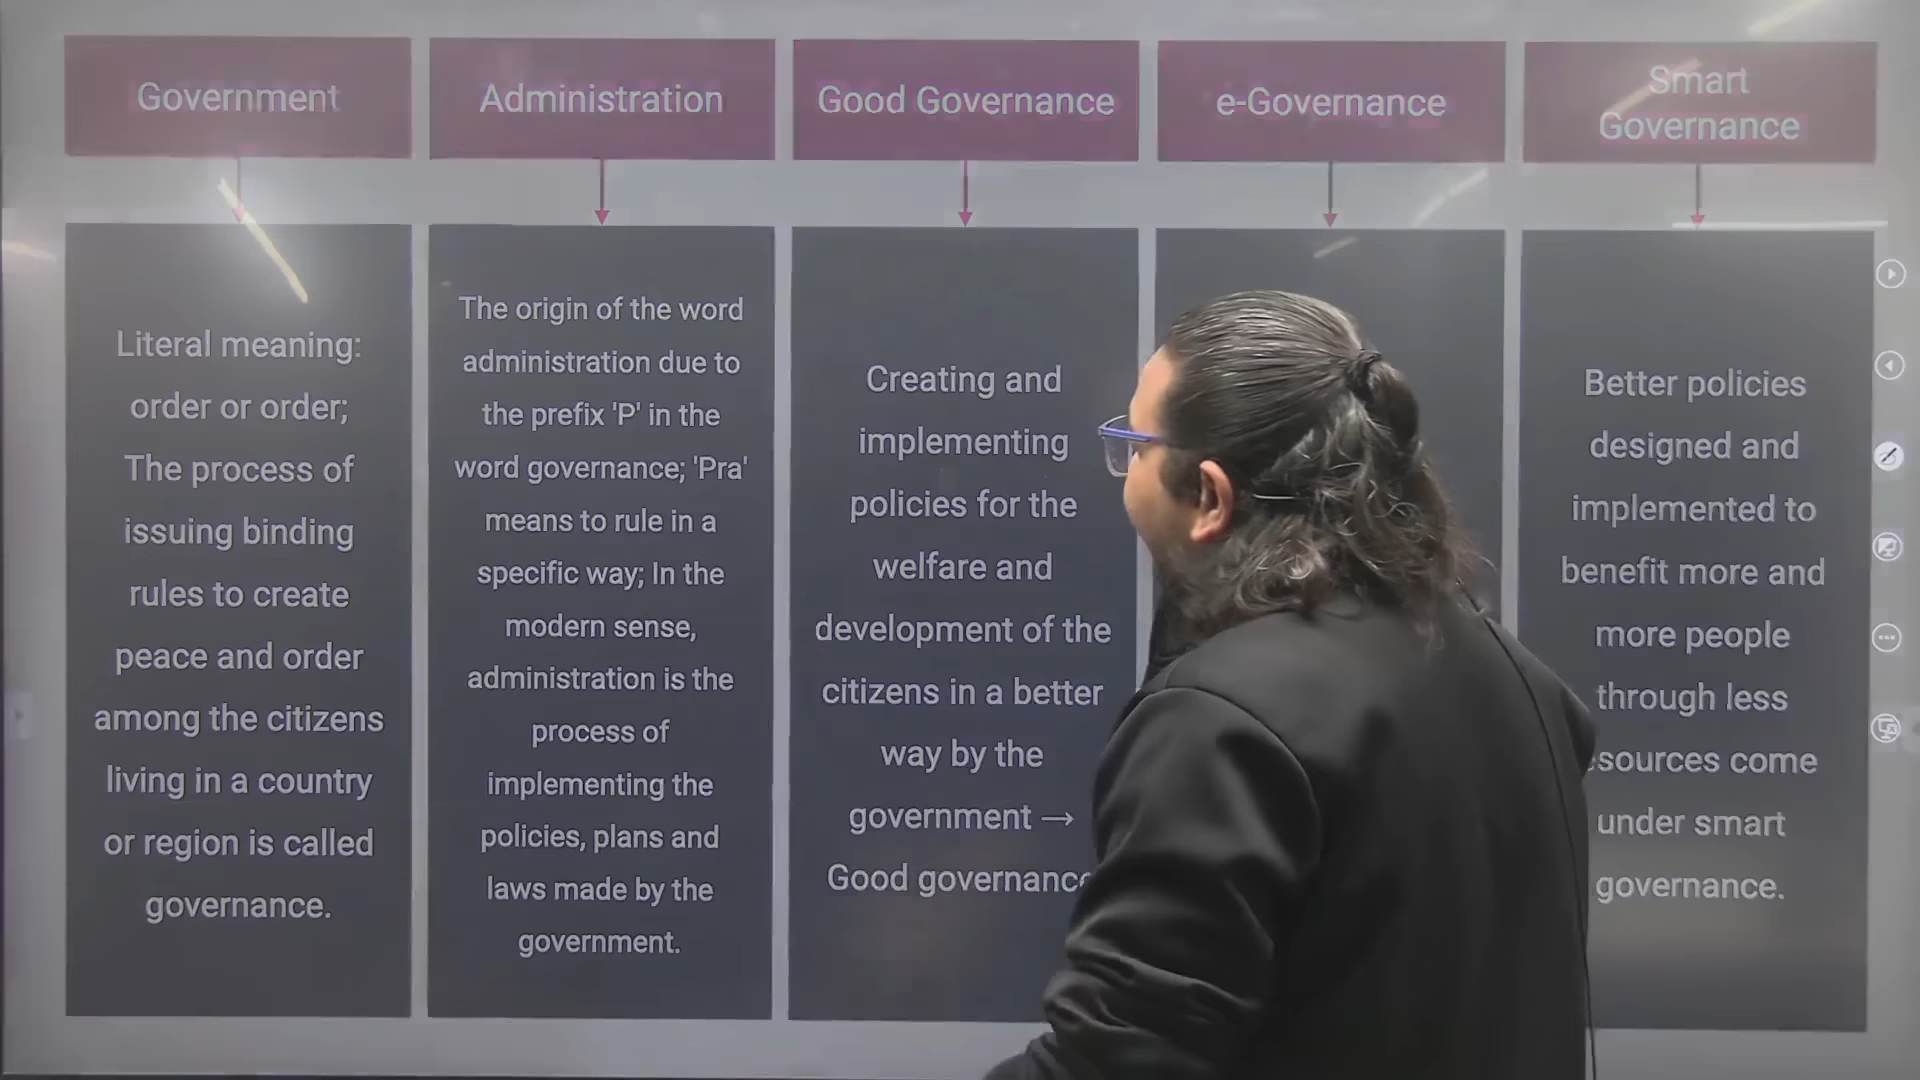 Government
Literal meaning:
order or order;
The process of
issuing binding
rules to create
peace and order
among the citizens
living in a country
or region is called
governance.
Administration
The origin of the word
administration due to
the prefix 'P' in the
word governance; 'Pra'
means to rule in a
specific way; In the
modern sense,
administration is the
process of
implementing the
policies, plans and
laws made by the
government.
Good Governance
Creating and
implementing
policies for the
welfare and
development of the
citizens in a better
way by the
government →
Good governance
e-Governance
Smart
Governance
Better policies
designed and
implemented to
benefit more and
more people
through less
come
under smart
governance.